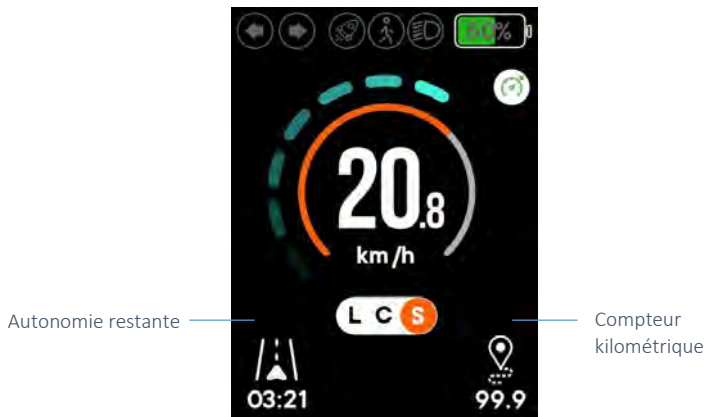 60%
20.8
km/h
L C S
Autonomie restante
Compteur
kilométrique
03:21
99.9